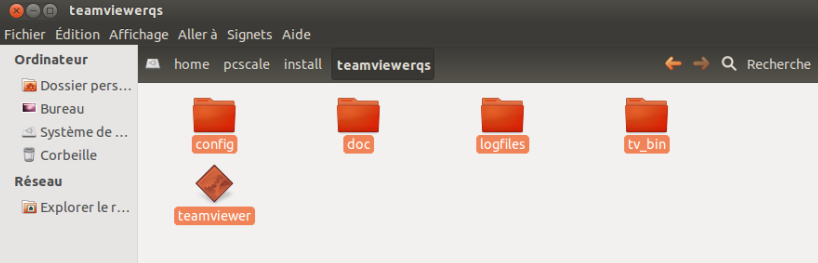 teamviewerqs
Fichier Édition Affichage Aller à Signets Aide
Ordinateur
Dossier pers...
Bureau
Système de ...
Corbeille
Réseau
Explorer le r...
home pcscale install teamviewerqs Recherche
config doc logfiles tv_bin
teamviewer